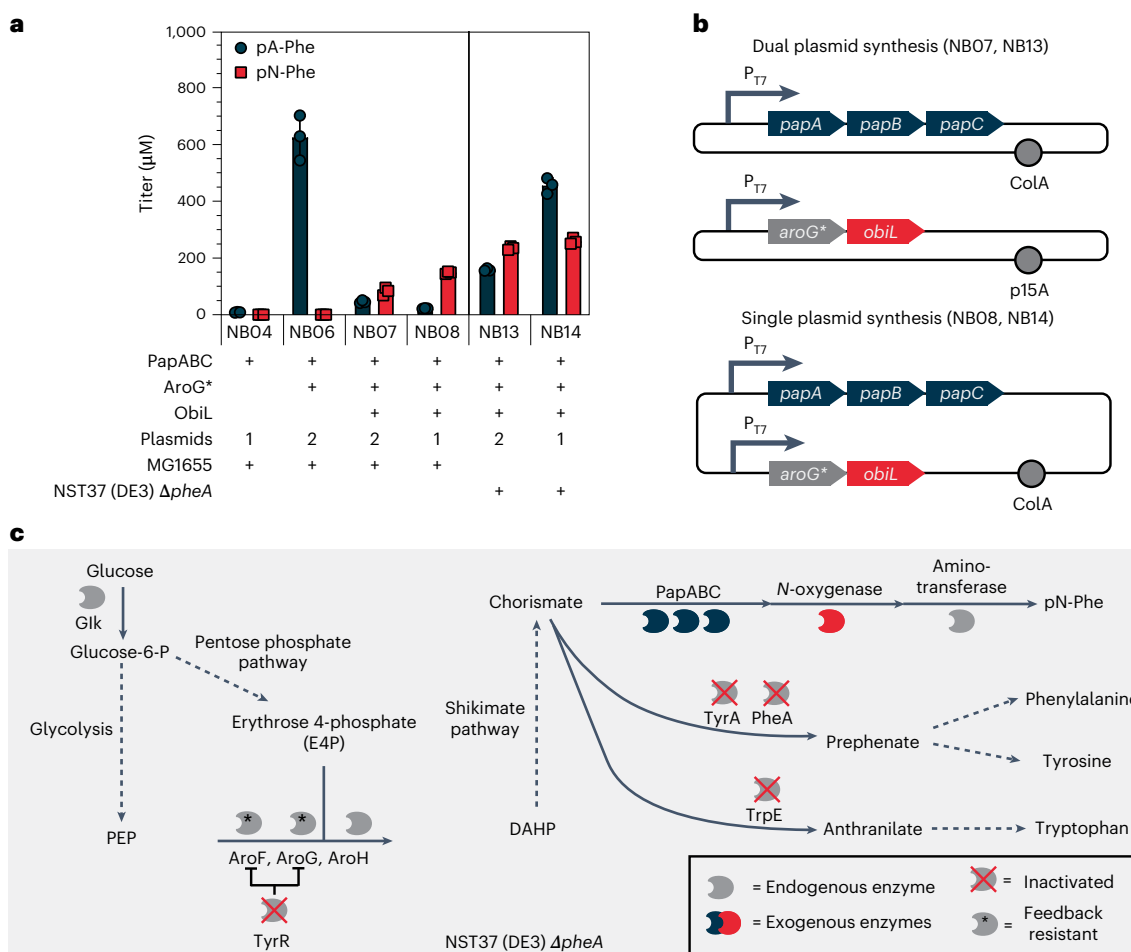 a
1,000
800
600
400
200
0
Titer (μM)
pA-Phe
pN-Phe
NB04 NB06 NB07 NB08 NB13 NB14
PapABC + + + + + +
AroG* + + + + +
ObiL + + + +
Plasmids 1 2 2 1 2 1
MG1655 + + + +
NST37 (DE3) ΔpheA + +
b
Dual plasmid synthesis (NB07, NB13)
PT7
papA papB papC
ColA
PT7
aroG* obiL
p15A
Single plasmid synthesis (NB08, NB14)
PT7
papA papB papC
PT7
aroG* obiL
ColA
c
Glucose
Glk
Glucose-6-P
Pentose phosphate
pathway
Glycolysis
Erythrose 4-phosphate
(E4P)
PEP
* *
AroF, AroG, AroH
TyrR
Chorismate
PapABC
N-oxygenase
Amino-
transferase
pN-Phe
Shikimate
pathway
DAHP
TyrA PheA
Prephenate
Phenylalanine
Tyrosine
TrpE
Anthranilate
Tryptophan
NST37 (DE3) ΔpheA
= Endogenous enzyme
= Exogenous enzymes
= Inactivated
* = Feedback
resistant